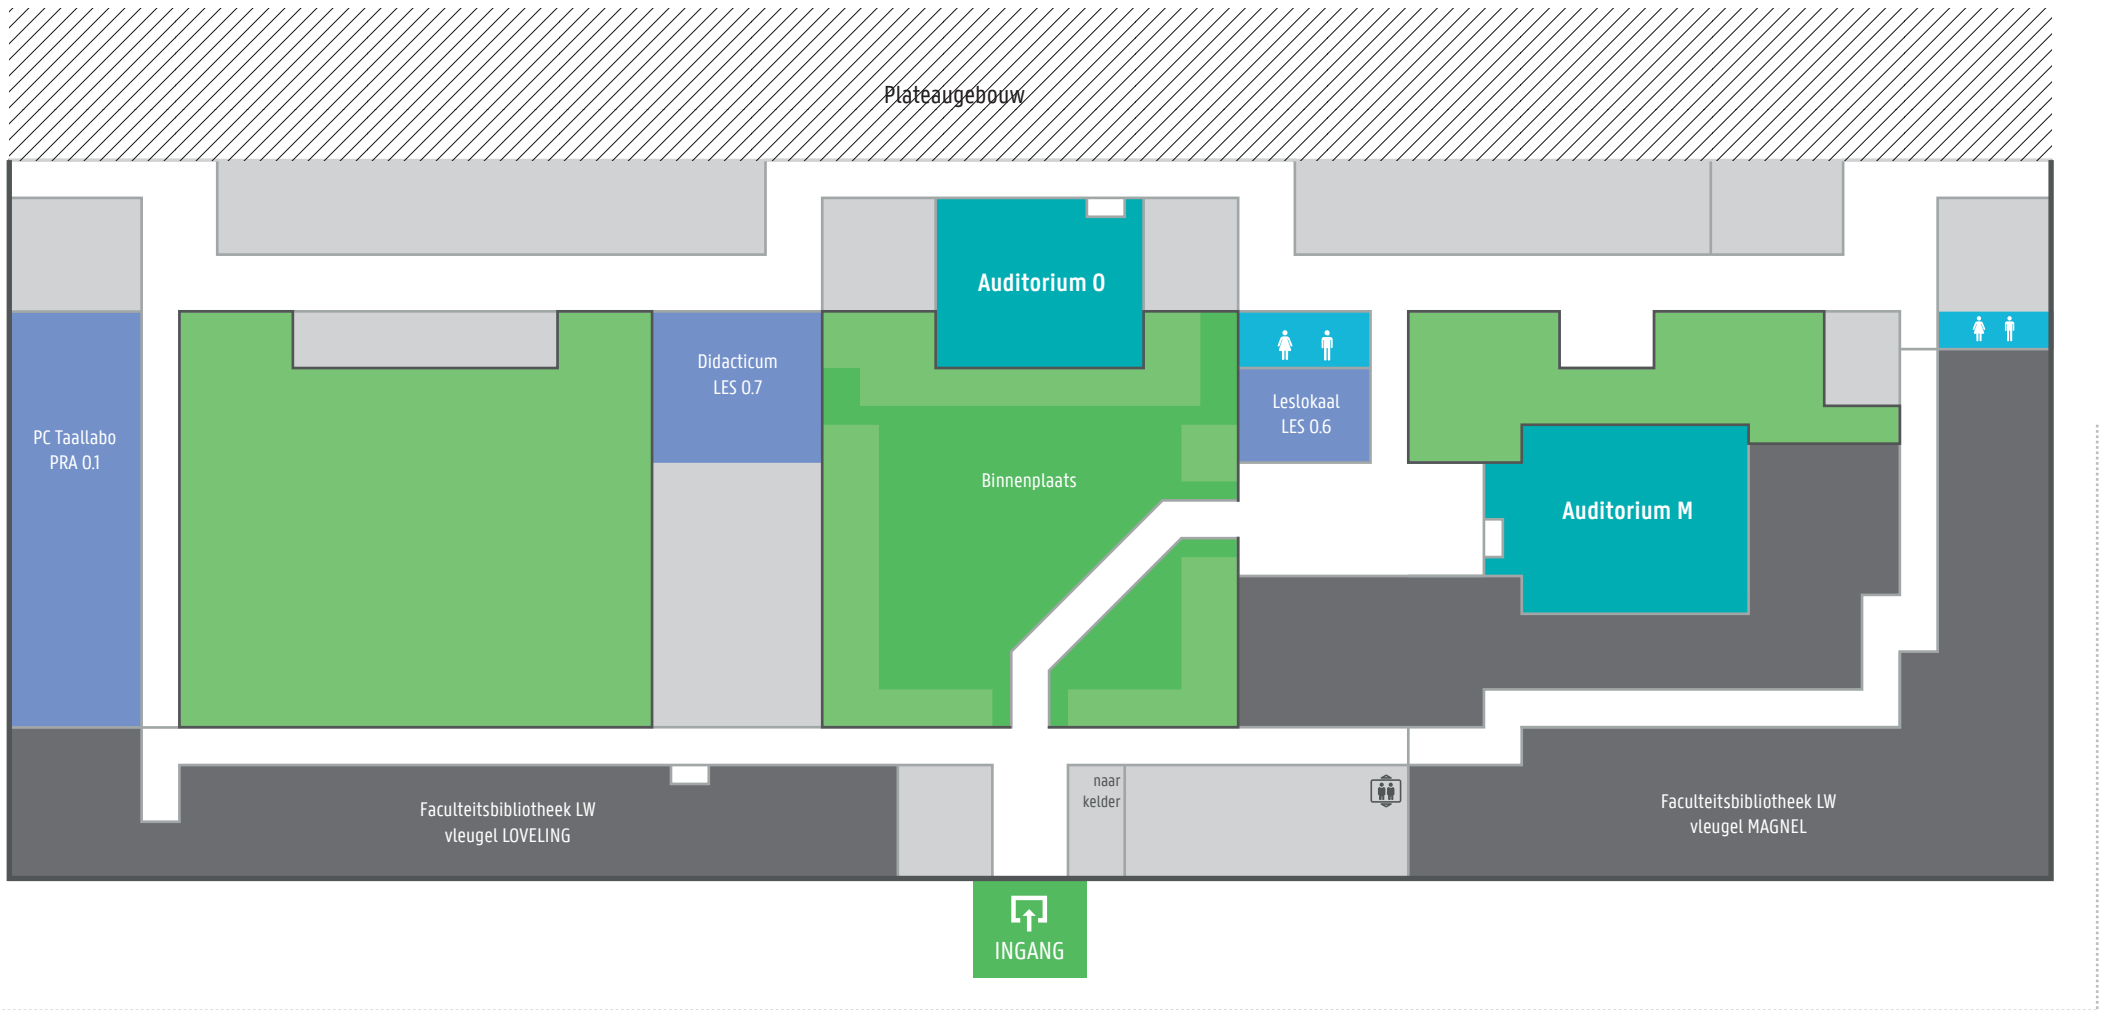 Plateaugebouw
Auditorium O
Didacticum
LES 0.7
Leslokaal
LES 0.6
PC Taallabo
PRA 0.1
Binnenplaats
Auditorium M
naar
kelder
Faculteitsbibliotheek LW
vleugel LOVELING
Faculteitsbibliotheek LW
vleugel MAGNEL
INGANG